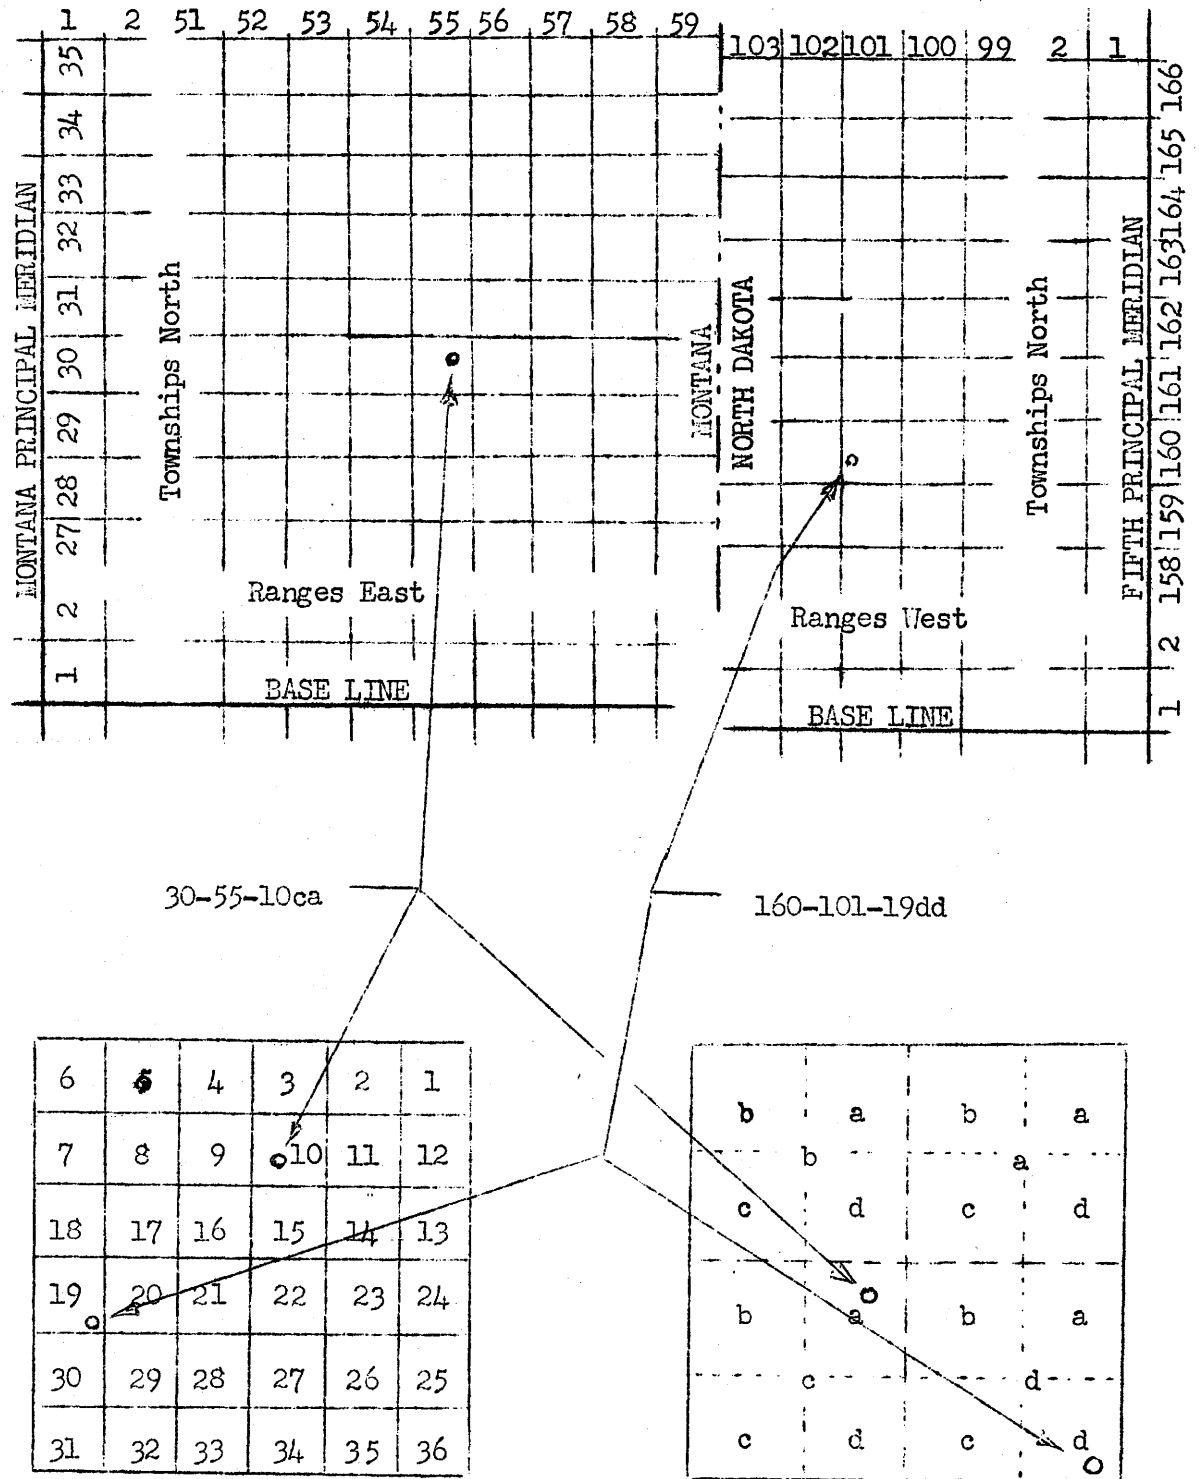 1 2 51 52 53 54 55 56 57 58 59
103 102 101 100 99 2 1
35
34
33
32
31
30
29
28
27
2
1
MONTANA PRINCIPAL MERIDIAN
Townships North
Ranges East
BASE LINE
MONTANA
NORTH DAKOTA
Townships North
FIFTH PRINCIPAL MERIDIAN
166
165
164
163
162
161
160
159
158
2
1
Ranges West
BASE LINE
30-55-10ca
160-101-19dd
6 5 4 3 2 1
7 8 9 10 11 12
18 17 16 15 14 13
19 20 21 22 23 24
30 29 28 27 26 25
31 32 33 34 35 36
b a b a
b a
c d c d
b a b a
c d
c d c d